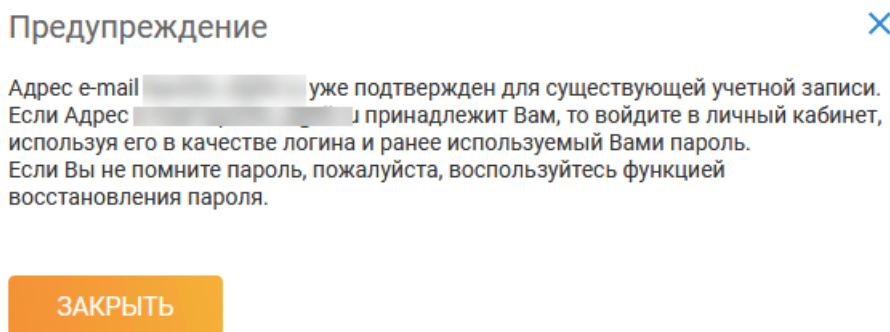 Предупреждение
Адрес e-mail уже подтвержден для существующей учетной записи.
Если Адрес u принадлежит Вам, то войдите в личный кабинет,
используя его в качестве логина и ранее используемый Вами пароль.
Если Вы не помните пароль, пожалуйста, воспользуйтесь функцией
восстановления пароля.
ЗАКРЫТЬ